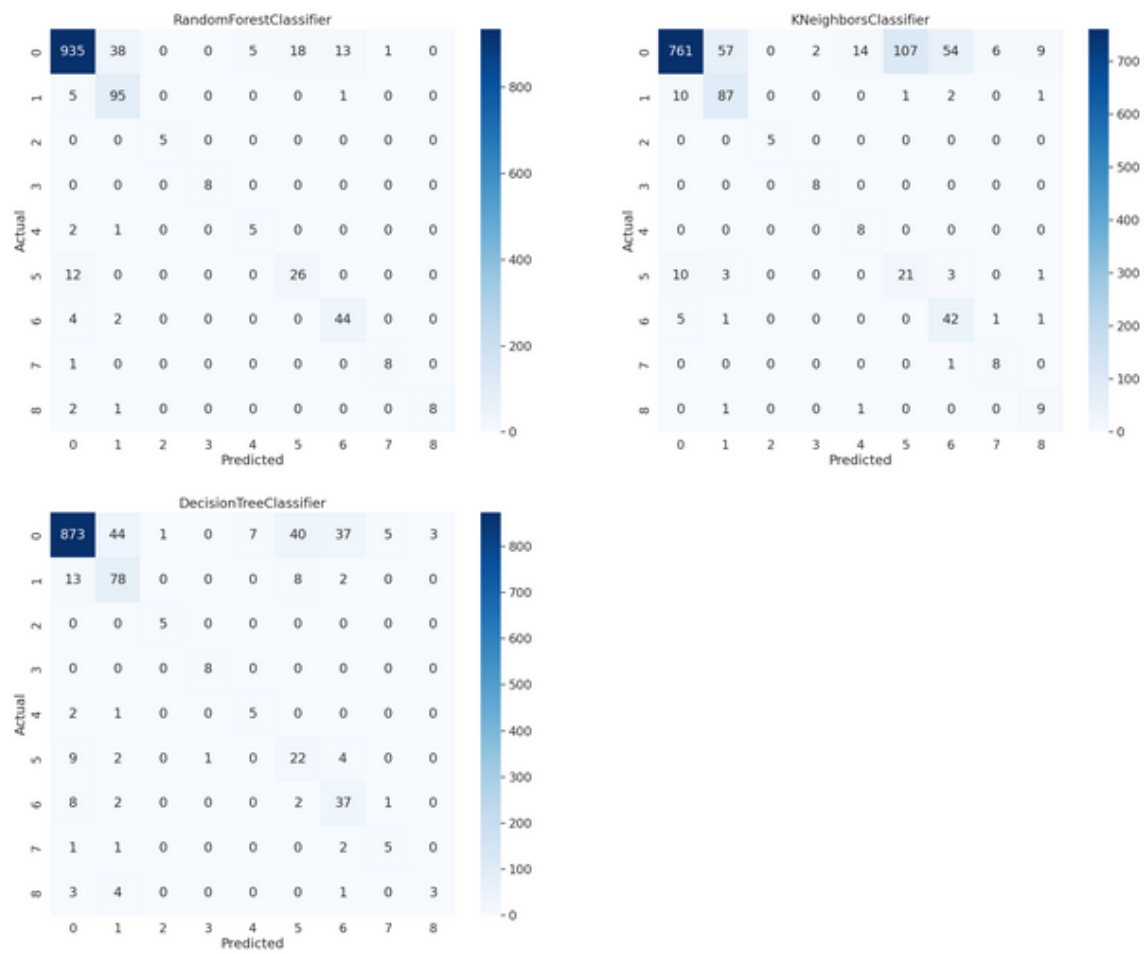 RandomForestClassifier
0 935 38 0 0 5 18 13 1 0
1 5 95 0 0 0 0 1 0 0
2 0 0 5 0 0 0 0 0 0
3 0 0 0 8 0 0 0 0 0
4 2 1 0 0 5 0 0 0 0
5 12 0 0 0 0 26 0 0 0
6 4 2 0 0 0 0 44 0 0
7 1 0 0 0 0 0 0 8 0
8 2 1 0 0 0 0 0 0 8
0 1 2 3 4 5 6 7 8
Actual
Predicted
800
600
400
200
0
KNeighborsClassifier
0 761 57 0 2 14 107 54 6 9
1 10 87 0 0 0 1 2 0 1
2 0 0 5 0 0 0 0 0 0
3 0 0 0 8 0 0 0 0 0
4 0 0 0 0 8 0 0 0 0
5 10 3 0 0 0 21 3 0 1
6 5 1 0 0 0 0 42 1 1
7 0 0 0 0 0 0 1 8 0
8 0 1 0 0 1 0 0 0 9
0 1 2 3 4 5 6 7 8
Actual
Predicted
700
600
500
400
300
200
100
0
DecisionTreeClassifier
0 873 44 1 0 7 40 37 5 3
1 13 78 0 0 0 8 2 0 0
2 0 0 5 0 0 0 0 0 0
3 0 0 0 8 0 0 0 0 0
4 2 1 0 0 5 0 0 0 0
5 9 2 0 1 0 22 4 0 0
6 8 2 0 0 0 2 37 1 0
7 1 1 0 0 0 0 2 5 0
8 3 4 0 0 0 0 1 0 3
0 1 2 3 4 5 6 7 8
Actual
Predicted
800
700
600
500
400
300
200
100
0